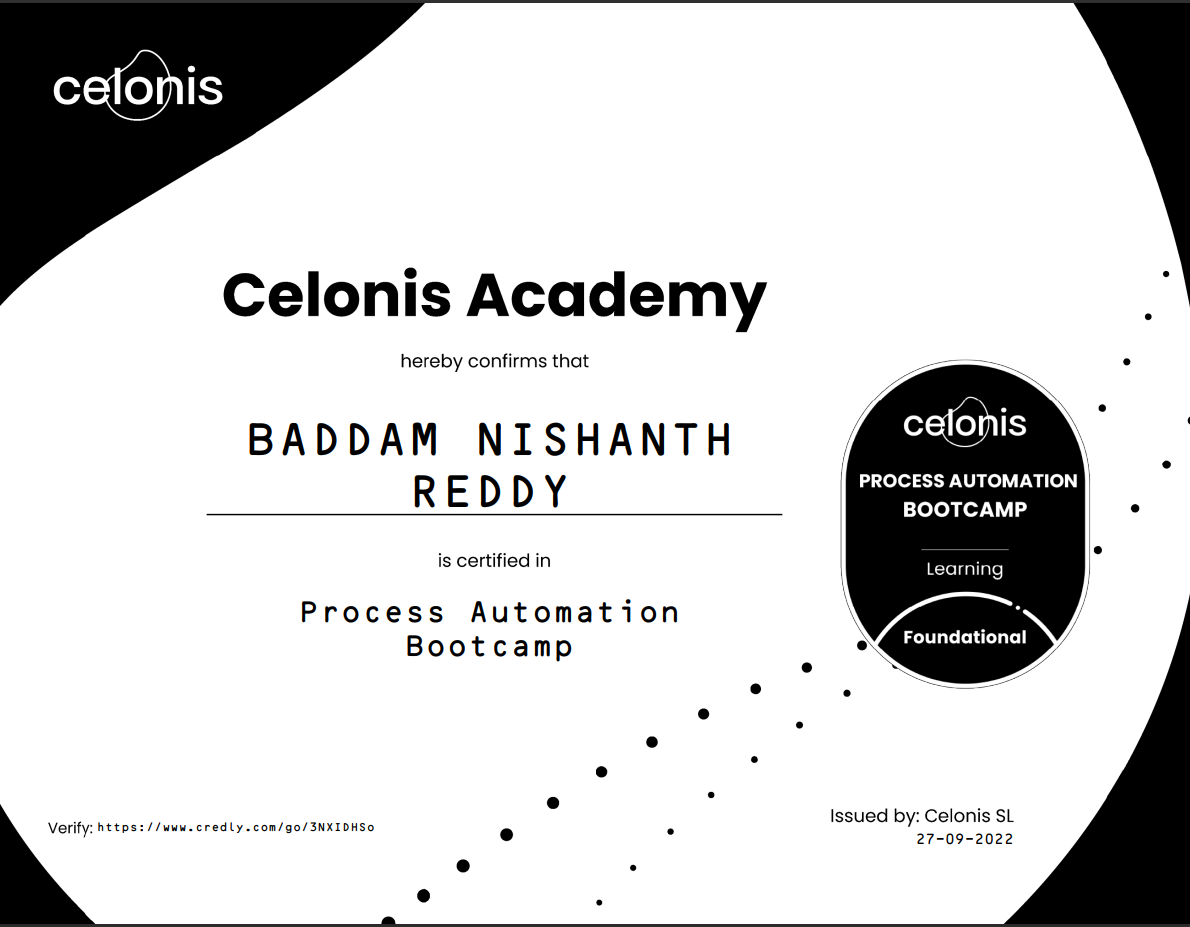 celonis
Celonis Academy
hereby confirms that
BADDAM NISHANTH
REDDY
is certified in
Process Automation
Bootcamp
celonis
PROCESS AUTOMATION
BOOTCAMP
Learning
Foundational
Verify: https://www.credly.com/go/3NXIDHSo
Issued by: Celonis SL
27-09-2022